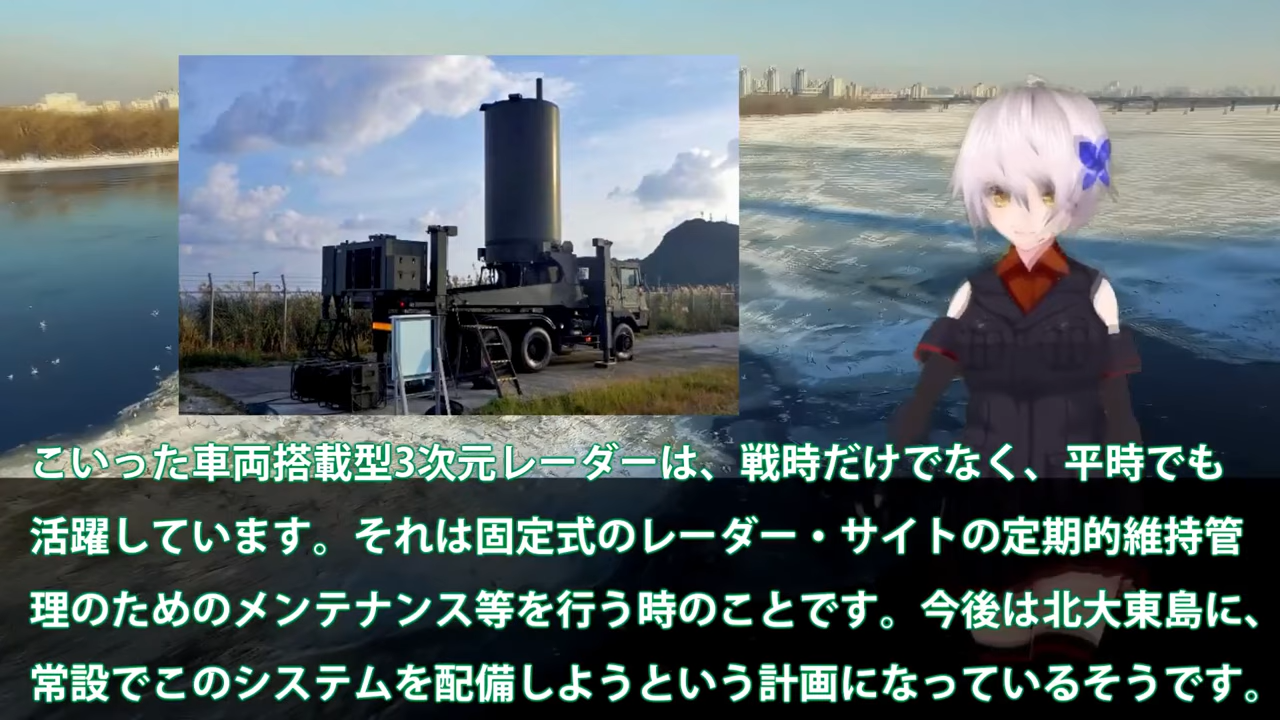 こいった車両搭載型3次元レーダーは、戦時だけでなく、平時でも
活躍しています。それは固定式のレーダー・サイトの定期的維持管
理のためのメンテナンス等を行う時のことです。今後は北大東島に、
常設でこのシステムを配備しようという計画になっているそうです。